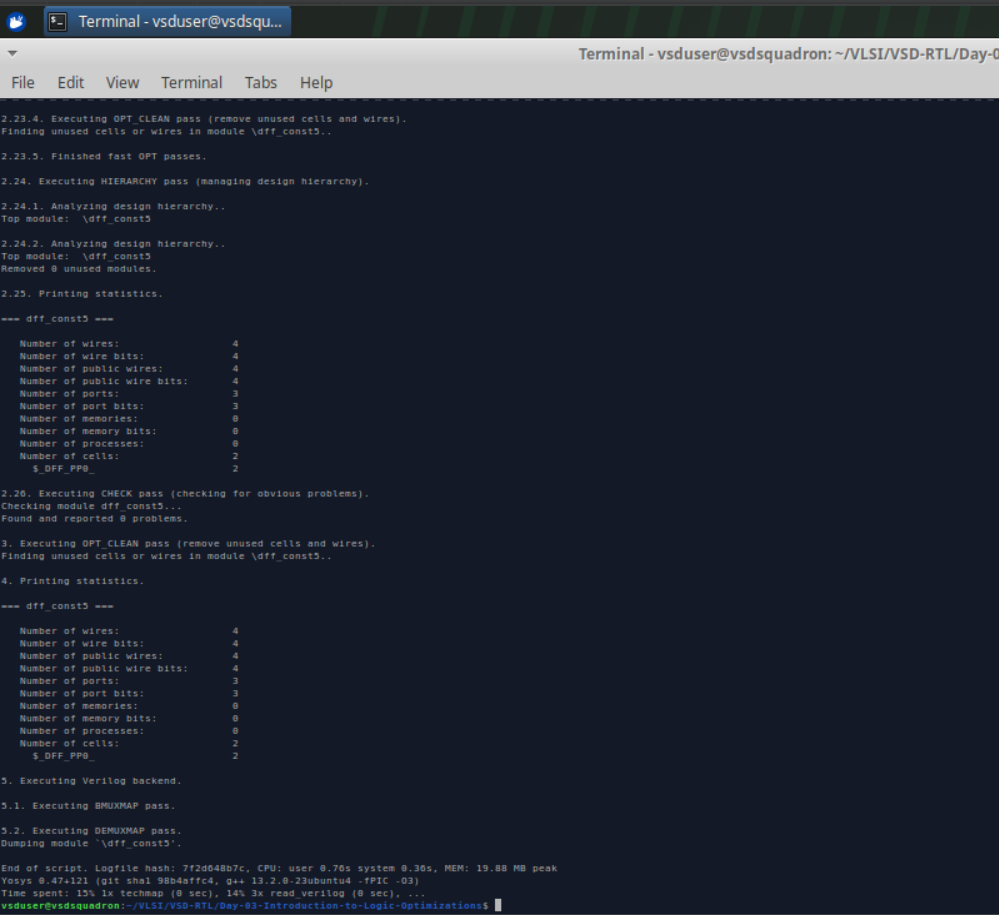 Terminal - vsduser@vsdsqu...
Terminal - vsduser@vsdsquadron: ~/VLSI/VSD-RTL/Day-0
File Edit View Terminal Tabs Help
2.23.4. Executing OPT_CLEAN pass (remove unused cells and wires).
Finding unused cells or wires in module \dff_const5..
2.23.5. Finished fast OPT passes.
2.24. Executing HIERARCHY pass (managing design hierarchy).
2.24.1. Analyzing design hierarchy..
Top module:  \dff_const5
2.24.2. Analyzing design hierarchy..
Top module:  \dff_const5
Removed 0 unused modules.
2.25. Printing statistics.
=== dff_const5 ===
Number of wires: 4
Number of wire bits: 4
Number of public wires: 4
Number of public wire bits: 4
Number of ports: 3
Number of port bits: 3
Number of memories: 0
Number of memory bits: 0
Number of processes: 0
Number of cells: 2
$_DFF_PP0_ 2
2.26. Executing CHECK pass (checking for obvious problems).
Checking module dff_const5...
Found and reported 0 problems.
3. Executing OPT_CLEAN pass (remove unused cells and wires).
Finding unused cells or wires in module \dff_const5..
4. Printing statistics.
=== dff_const5 ===
Number of wires: 4
Number of wire bits: 4
Number of public wires: 4
Number of public wire bits: 4
Number of ports: 3
Number of port bits: 3
Number of memories: 0
Number of memory bits: 0
Number of processes: 0
Number of cells: 2
$_DFF_PP0_ 2
5. Executing Verilog backend.
5.1. Executing BMUXMAP pass.
5.2. Executing DEMUXMAP pass.
Dumping module `\dff_const5'.
End of script. Logfile hash: 7f2d648b7c, CPU: user 0.76s system 0.36s, MEM: 19.88 MB peak
Yosys 0.47+121 (git sha1 98b4affc4, g++ 13.2.0-23ubuntu4 -fPIC -O3)
Time spent: 15% 1x techmap (0 sec), 14% 3x read_verilog (0 sec), ...
vsduser@vsdsquadron:~/VLSI/VSD-RTL/Day-03-Introduction-to-Logic-Optimizations$